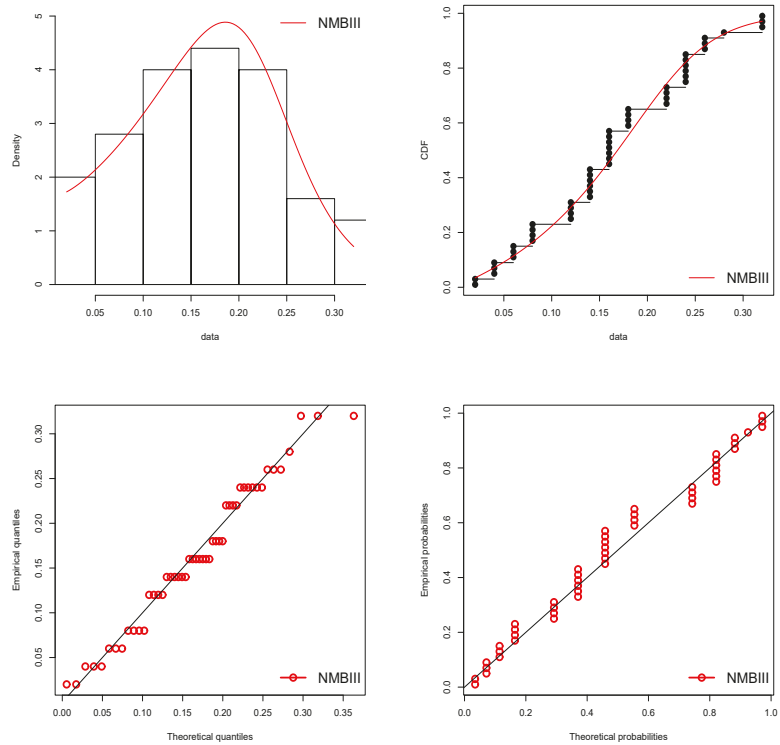 NMBIII
Density
0 1 2 3 4 5
0.05 0.10 0.15 0.20 0.25 0.30
data
CDF
0.0 0.2 0.4 0.6 0.8 1.0
NMBIII
0.05 0.10 0.15 0.20 0.25 0.30
data
Empirical quantiles
0.05 0.10 0.15 0.20 0.25 0.30
NMBIII
0.00 0.05 0.10 0.15 0.20 0.25 0.30 0.35
Theoretical quantiles
Empirical probabilities
0.0 0.2 0.4 0.6 0.8 1.0
NMBIII
0.0 0.2 0.4 0.6 0.8 1.0
Theoretical probabilities